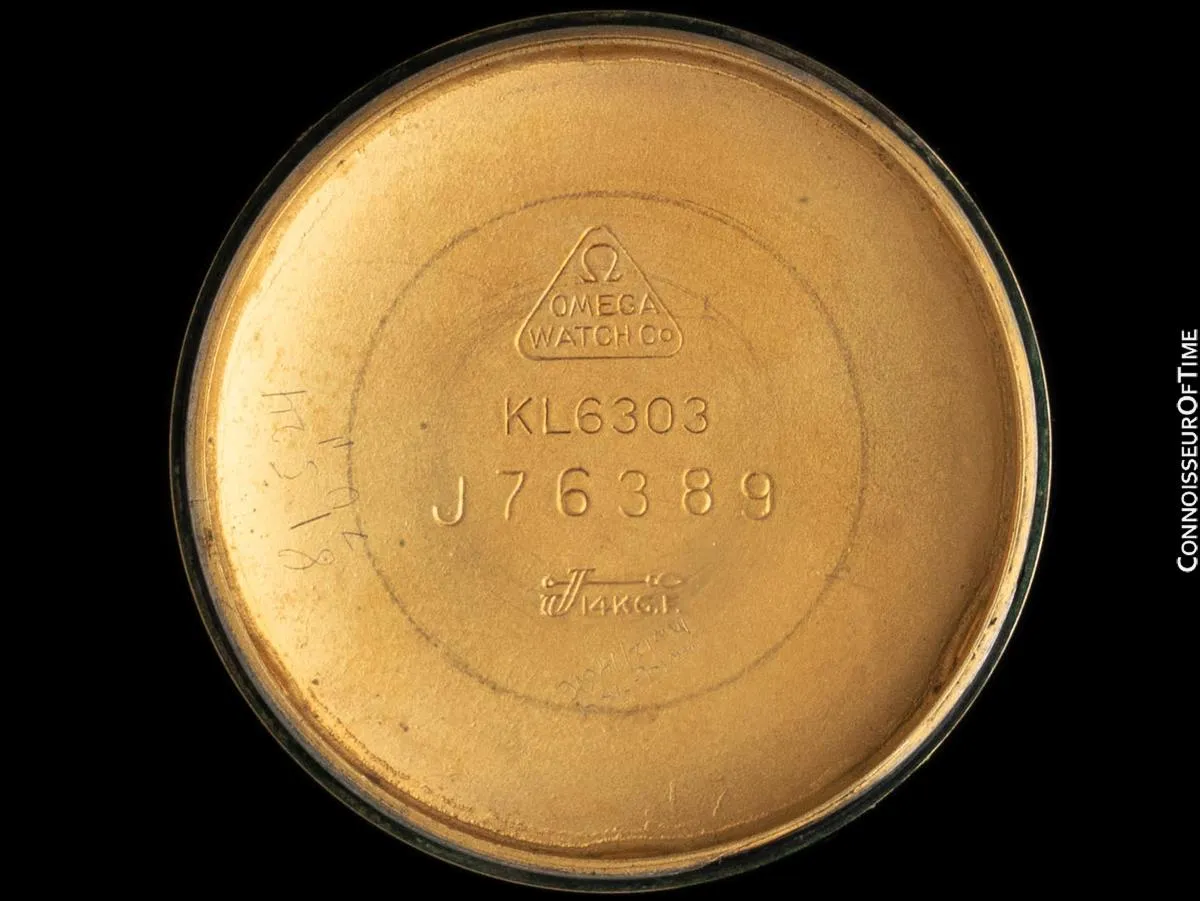 Ω
OMEGA
WATCH Co
KL6303
J76389
14K G.F.
CONNOISSEUROFTIME